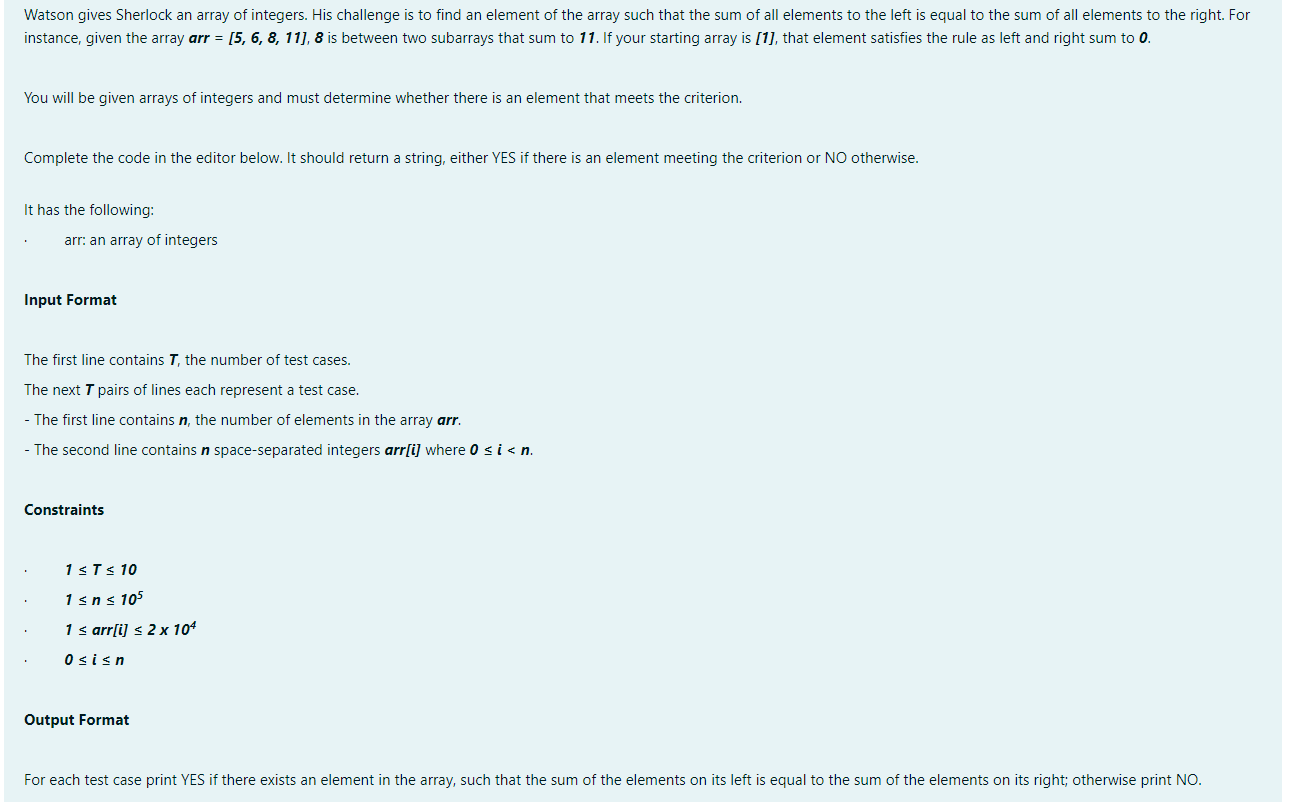 Watson gives Sherlock an array of integers. His challenge is to find an element of the array such that the sum of all elements to the left is equal to the sum of all elements to the right. For
instance, given the array arr = [5, 6, 8, 11], 8 is between two subarrays that sum to 11. If your starting array is [1], that element satisfies the rule as left and right sum to 0.
You will be given arrays of integers and must determine whether there is an element that meets the criterion.
Complete the code in the editor below. It should return a string, either YES if there is an element meeting the criterion or NO otherwise.
It has the following:
· arr: an array of integers
Input Format
The first line contains T, the number of test cases.
The next T pairs of lines each represent a test case.
- The first line contains n, the number of elements in the array arr.
- The second line contains n space-separated integers arr[i] where 0 ≤ i < n.
Constraints
· 1 ≤ T ≤ 10
· 1 ≤ n ≤ 10⁵
· 1 ≤ arr[i] ≤ 2 x 10⁴
· 0 ≤ i ≤ n
Output Format
For each test case print YES if there exists an element in the array, such that the sum of the elements on its left is equal to the sum of the elements on its right; otherwise print NO.